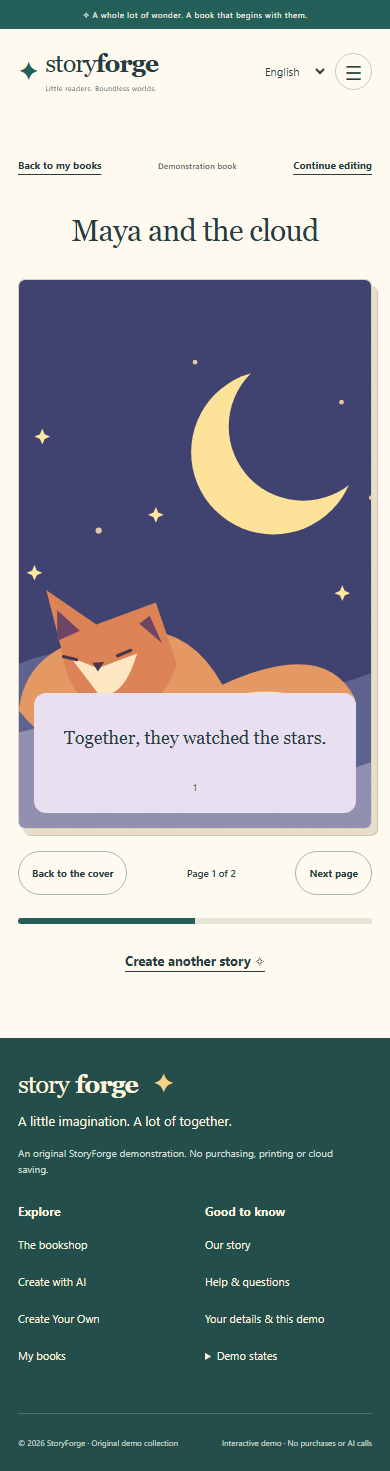 ✧ A whole lot of wonder. A book that begins with them.
storyforge
Little readers. Boundless worlds.
English
Back to my books
Demonstration book
Continue editing
Maya and the cloud
Together, they watched the stars.
1
Back to the cover
Page 1 of 2
Next page
Create another story ✧
story forge
A little imagination. A lot of together.
An original StoryForge demonstration. No purchasing, printing or cloud
saving.
Explore
Good to know
The bookshop
Our story
Create with AI
Help & questions
Create Your Own
Your details & this demo
My books
▶ Demo states
© 2026 StoryForge · Original demo collection
Interactive demo · No purchases or AI calls